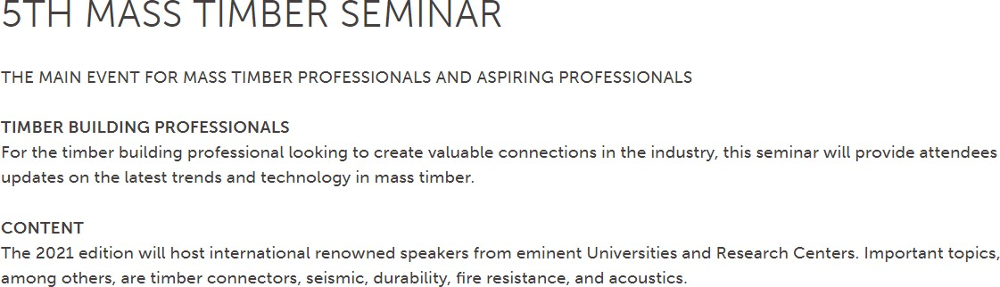 5TH MASS TIMBER SEMINAR
THE MAIN EVENT FOR MASS TIMBER PROFESSIONALS AND ASPIRING PROFESSIONALS
TIMBER BUILDING PROFESSIONALS
For the timber building professional looking to create valuable connections in the industry, this seminar will provide attendees
updates on the latest trends and technology in mass timber.
CONTENT
The 2021 edition will host international renowned speakers from eminent Universities and Research Centers. Important topics,
among others, are timber connectors, seismic, durability, fire resistance, and acoustics.